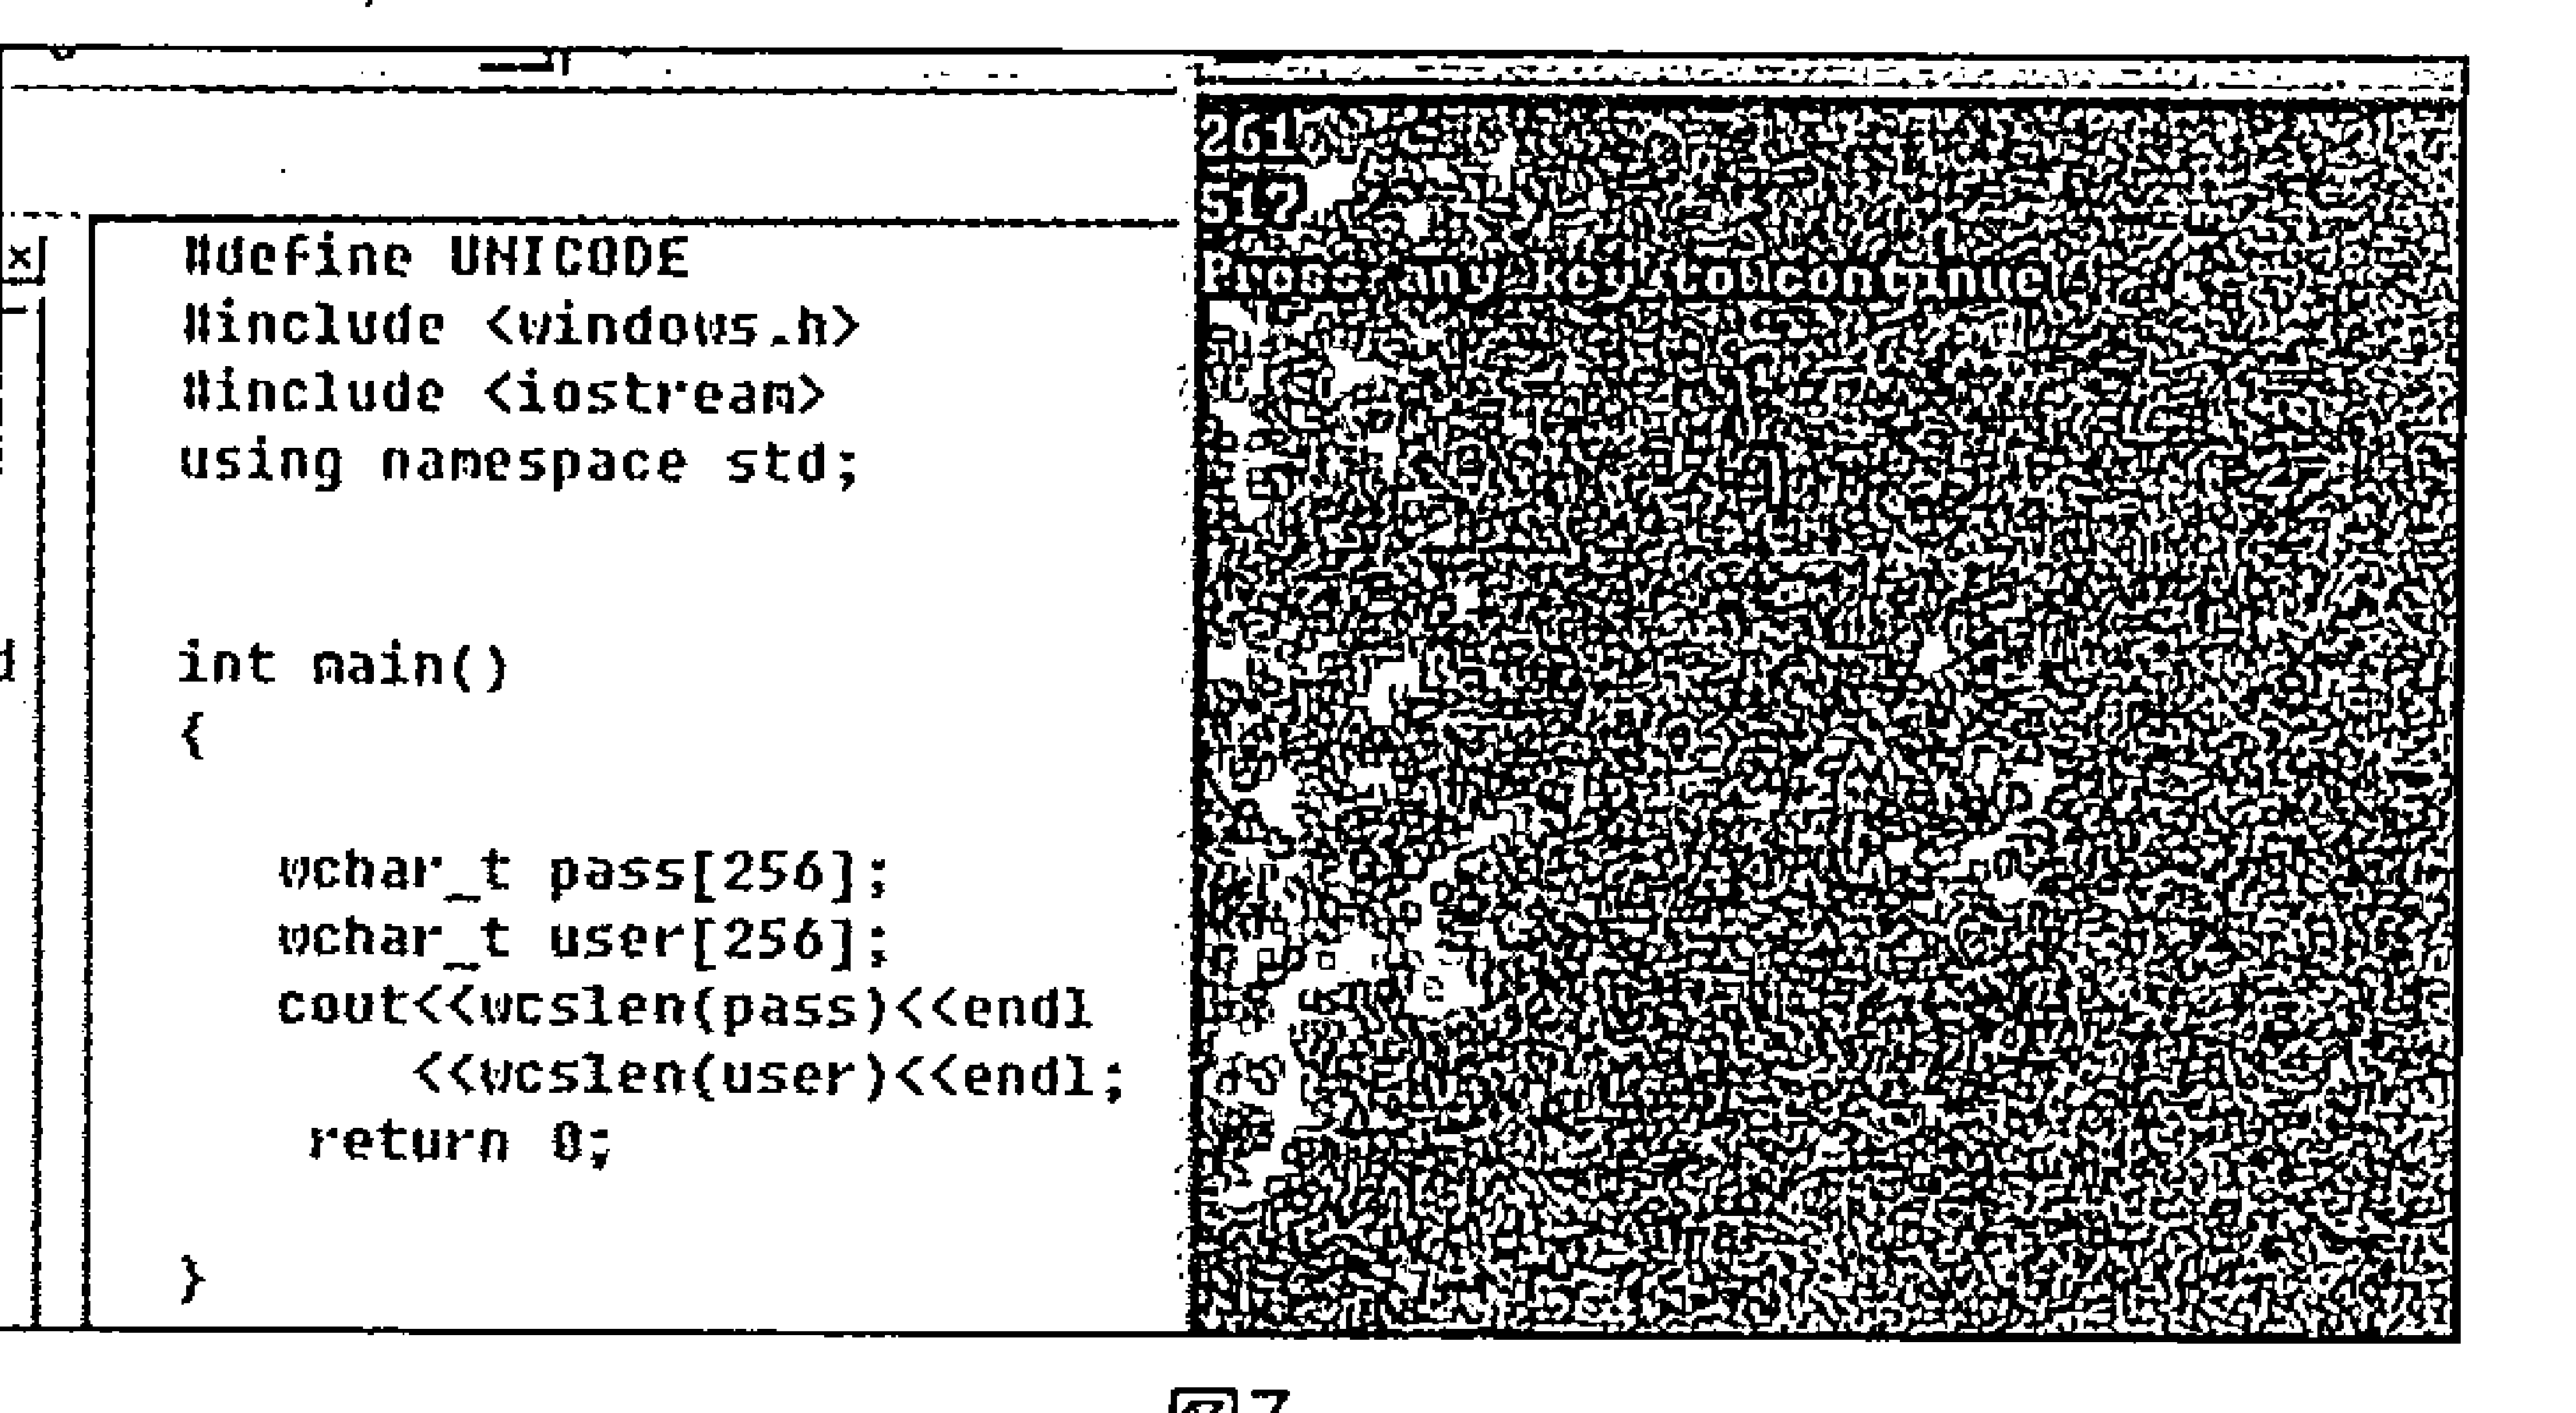 #define UNICODE
#include <windows.h>
#include <iostream>
using namespace std;
int main()
{
wchar_t pass[256];
wchar_t user[256];
cout<<wcslen(pass)<<endl
<<wcslen(user)<<endl;
return 0;
}
261
517
Press any key to continue
图7